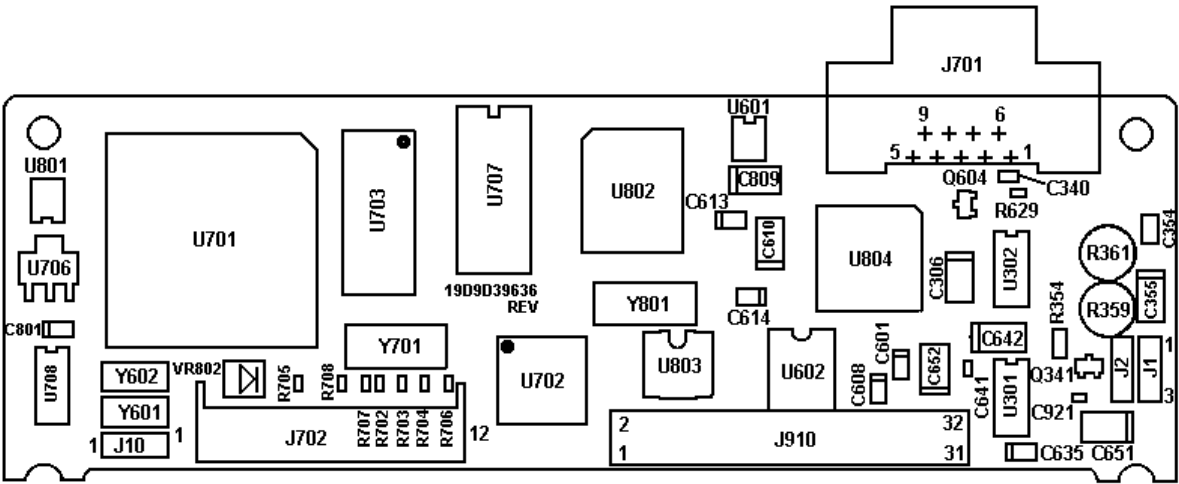 J701
9 6
5 1
U601
U801
U701
U703
U707
U802
C809
Q604
C340
C613
R629
C610
C354
U706
U804
C306
U302
R361
19D9D39636
REV
Y801
C614
R354
R359
C355
C801
Y701
U708
Y602
VR802
R705
R708
U702
U803
U602
C601
C608
C652
C642
C641
U301
Q341
C921
J2
J1
1
3
Y601
1 J10
1
J702
R707
R702
R703
R704
R706
12
2 32
1 J910 31
C635
C651